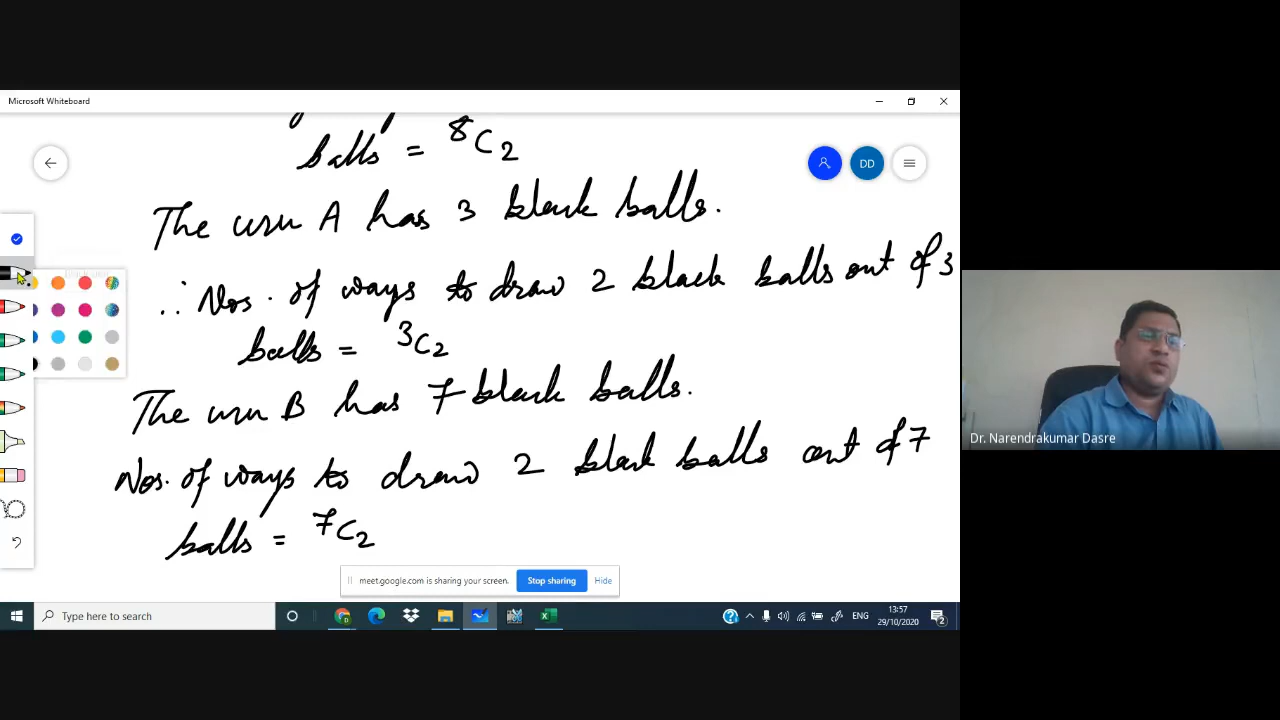 Microsoft Whiteboard
balls = ⁸C₂
DD
The urn A has 3 black balls.
∴ Nos. of ways to draw 2 black balls out of 3
balls = ³C₂
The urn B has 7 black balls.
Nos. of ways to draw 2 black balls out of 7
balls = ⁷C₂
Dr. Narendrakumar Dasre
meet.google.com is sharing your screen.
Stop sharing
Hide
Type here to search
ENG
13:57
29/10/2020
2